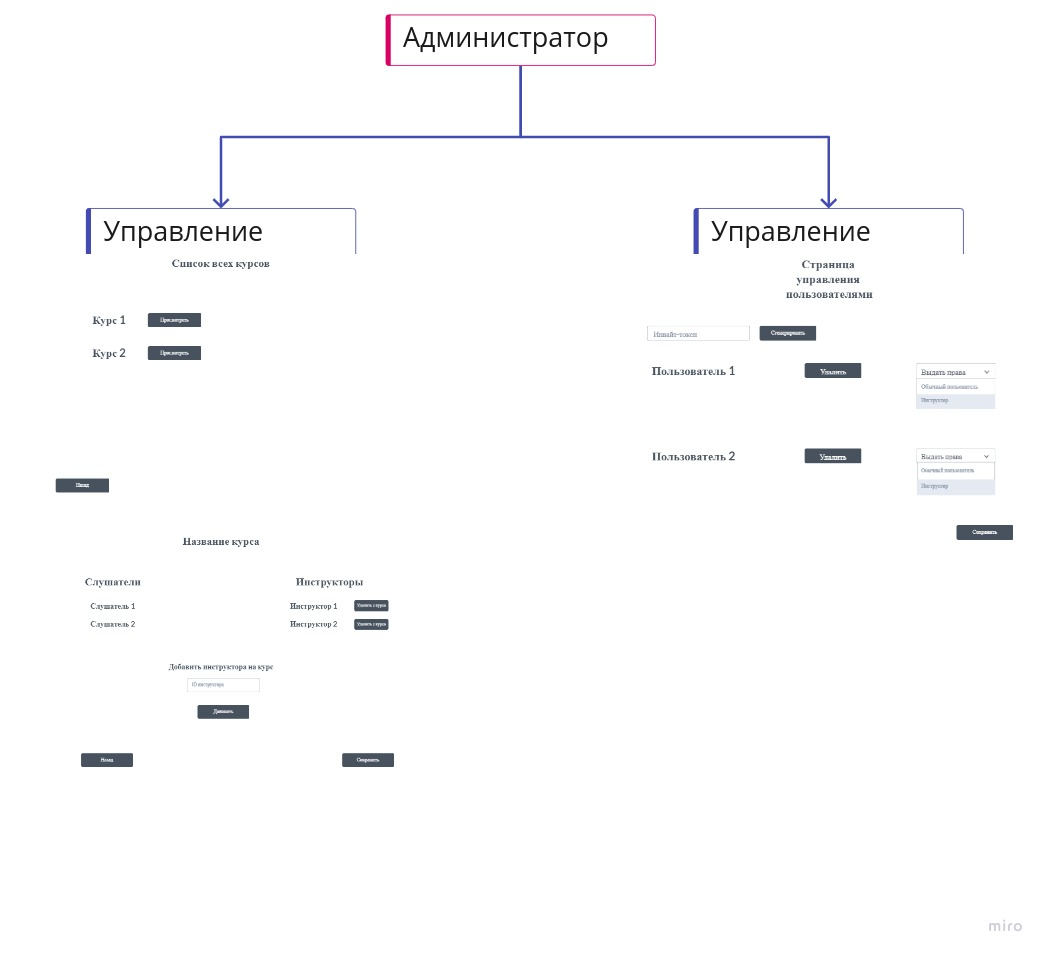 Администратор
Управление
Список всех курсов
Курс 1
Просмотреть
Курс 2
Просмотреть
Назад
Название курса
Слушатели
Инструкторы
Слушатель 1
Инструктор 1
Удалить с курса
Слушатель 2
Инструктор 2
Удалить с курса
Добавить инструктора на курс
ID инструктора
Добавить
Назад
Сохранить
Управление
Страница
управления
пользователями
Инвайт-токен
Сгенерировать
Пользователь 1
Удалить
Выдать права
Обычный пользователь
Инструктор
Пользователь 2
Удалить
Выдать права
Обычный пользователь
Инструктор
Сохранить
miro